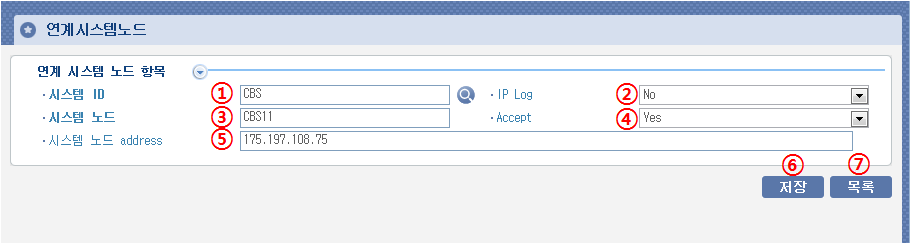 연계시스템노드
연계 시스템 노드 항목
·시스템 ID ① CBS ·IP Log ② No
·시스템 노드 ③ CBS11 ·Accept ④ Yes
·시스템 노드 address ⑤ 175.197.108.75
⑥ ⑦
저장 목록